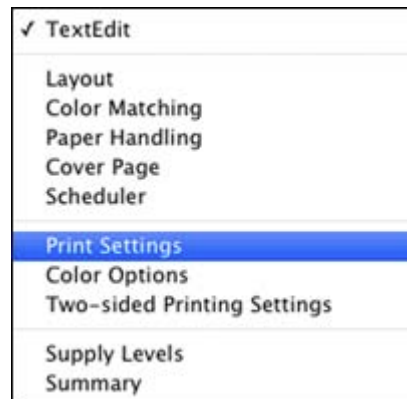 ✓ TextEdit
Layout
Color Matching
Paper Handling
Cover Page
Scheduler
Print Settings
Color Options
Two-sided Printing Settings
Supply Levels
Summary